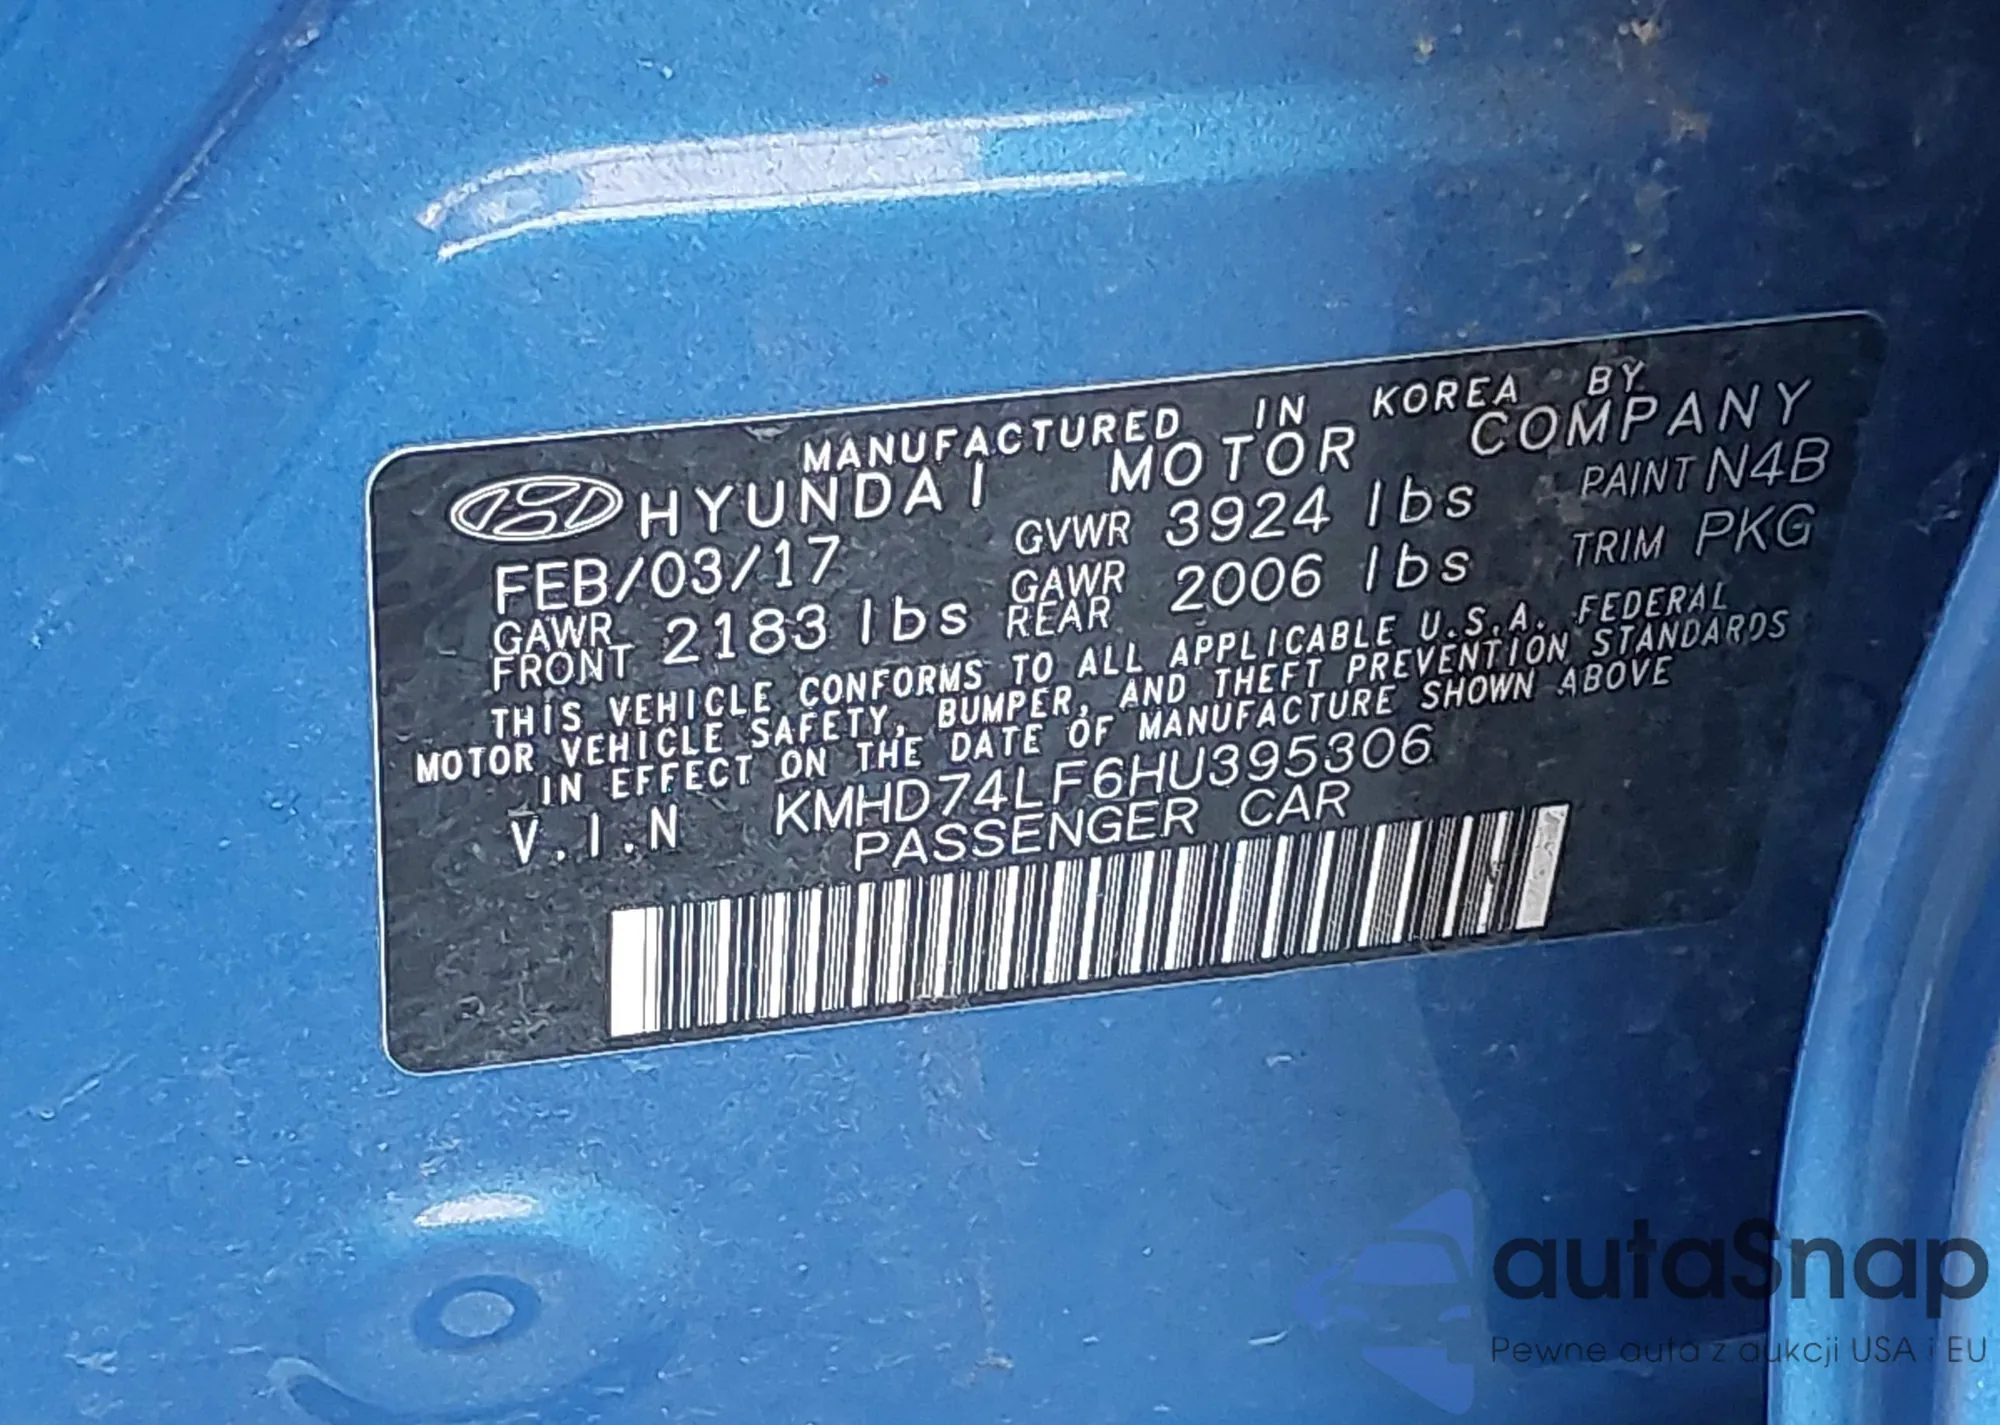 MANUFACTURED IN KOREA BY
HYUNDAI MOTOR COMPANY
FEB/03/17 GVWR 3924 lbs PAINT N4B
GAWR FRONT 2183 lbs GAWR REAR 2006 lbs TRIM PKG
THIS VEHICLE CONFORMS TO ALL APPLICABLE U.S.A. FEDERAL
MOTOR VEHICLE SAFETY, BUMPER, AND THEFT PREVENTION STANDARDS
IN EFFECT ON THE DATE OF MANUFACTURE SHOWN ABOVE
V.I.N KMHD74LF6HU395306
PASSENGER CAR
autaSnap
Pewne auta z aukcji USA i EU